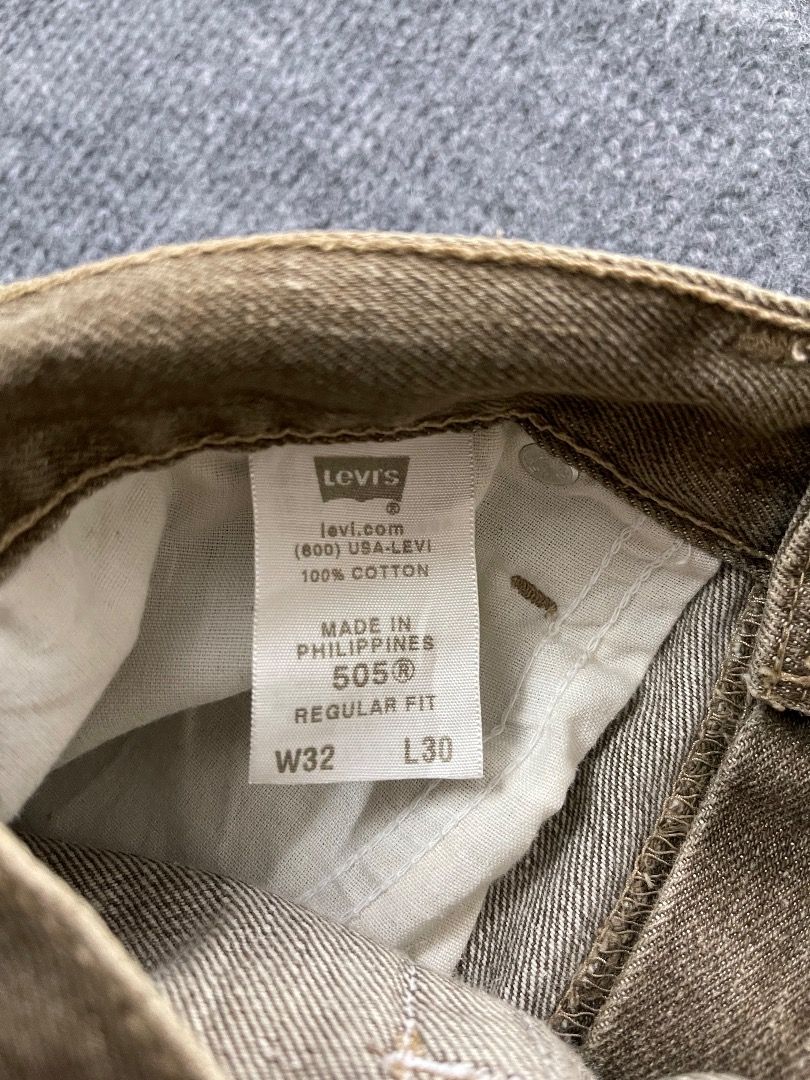 Levi's
®
levi.com
(800) USA-LEVI
100% COTTON
MADE IN
PHILIPPINES
505®
REGULAR FIT
W32 L30